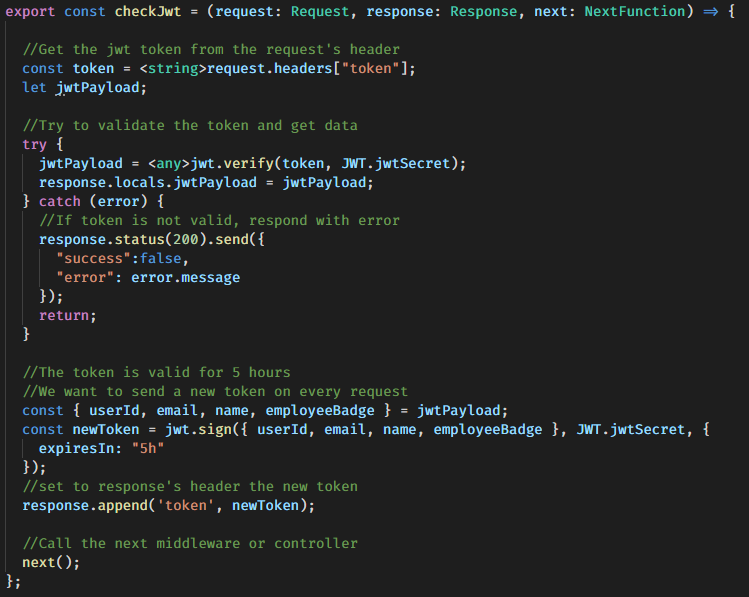 export const checkJwt = (request: Request, response: Response, next: NextFunction) => {
//Get the jwt token from the request's header
const token = <string>request.headers["token"];
let jwtPayload;
//Try to validate the token and get data
try {
jwtPayload = <any>jwt.verify(token, JWT.jwtSecret);
response.locals.jwtPayload = jwtPayload;
} catch (error) {
//If token is not valid, respond with error
response.status(200).send({
"success":false,
"error": error.message
});
return;
}
//The token is valid for 5 hours
//We want to send a new token on every request
const { userId, email, name, employeeBadge } = jwtPayload;
const newToken = jwt.sign({ userId, email, name, employeeBadge }, JWT.jwtSecret, {
expiresIn: "5h"
});
//set to response's header the new token
response.append('token', newToken);
//Call the next middleware or controller
next();
};